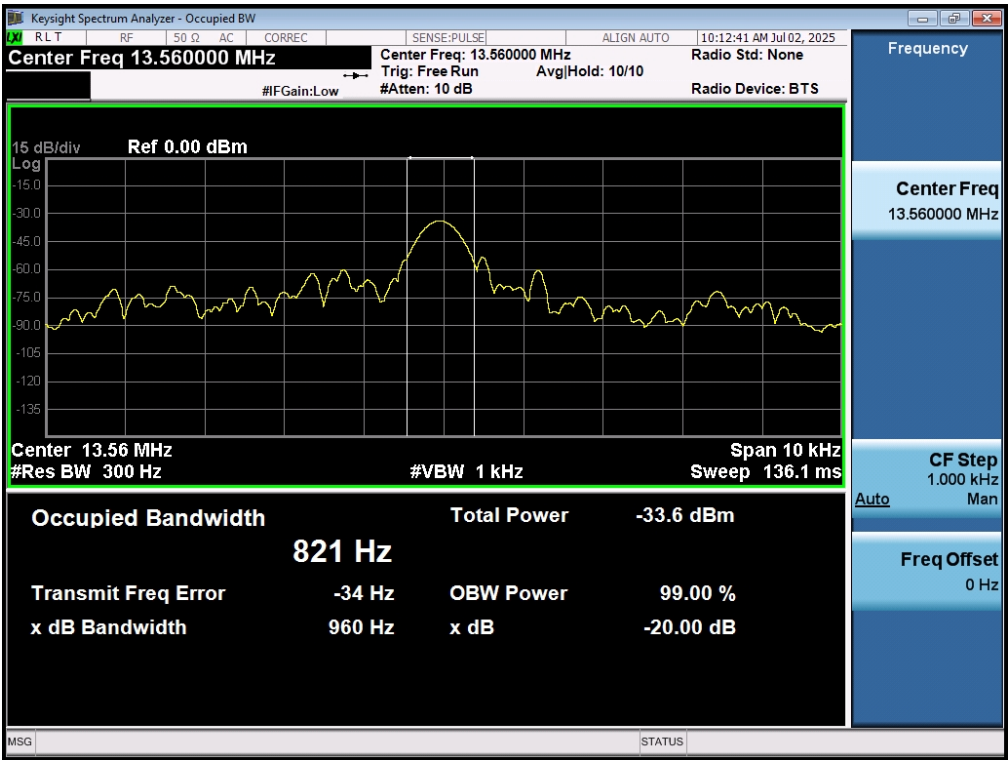 Keysight Spectrum Analyzer - Occupied BW
LXI RLT RF 50 Ω AC CORREC SENSE:PULSE ALIGN AUTO 10:12:41 AM Jul 02, 2025
Center Freq 13.560000 MHz
Center Freq: 13.560000 MHz Radio Std: None
Trig: Free Run Avg|Hold: 10/10
#IFGain:Low #Atten: 10 dB Radio Device: BTS
15 dB/div Ref 0.00 dBm
Log
-15.0
-30.0
-45.0
-60.0
-75.0
-90.0
-105
-120
-135
Center 13.56 MHz Span 10 kHz
#Res BW 300 Hz #VBW 1 kHz Sweep 136.1 ms
Occupied Bandwidth Total Power -33.6 dBm
821 Hz
Transmit Freq Error -34 Hz OBW Power 99.00 %
x dB Bandwidth 960 Hz x dB -20.00 dB
MSG STATUS
Frequency
Center Freq
13.560000 MHz
CF Step
1.000 kHz
Auto Man
Freq Offset
0 Hz